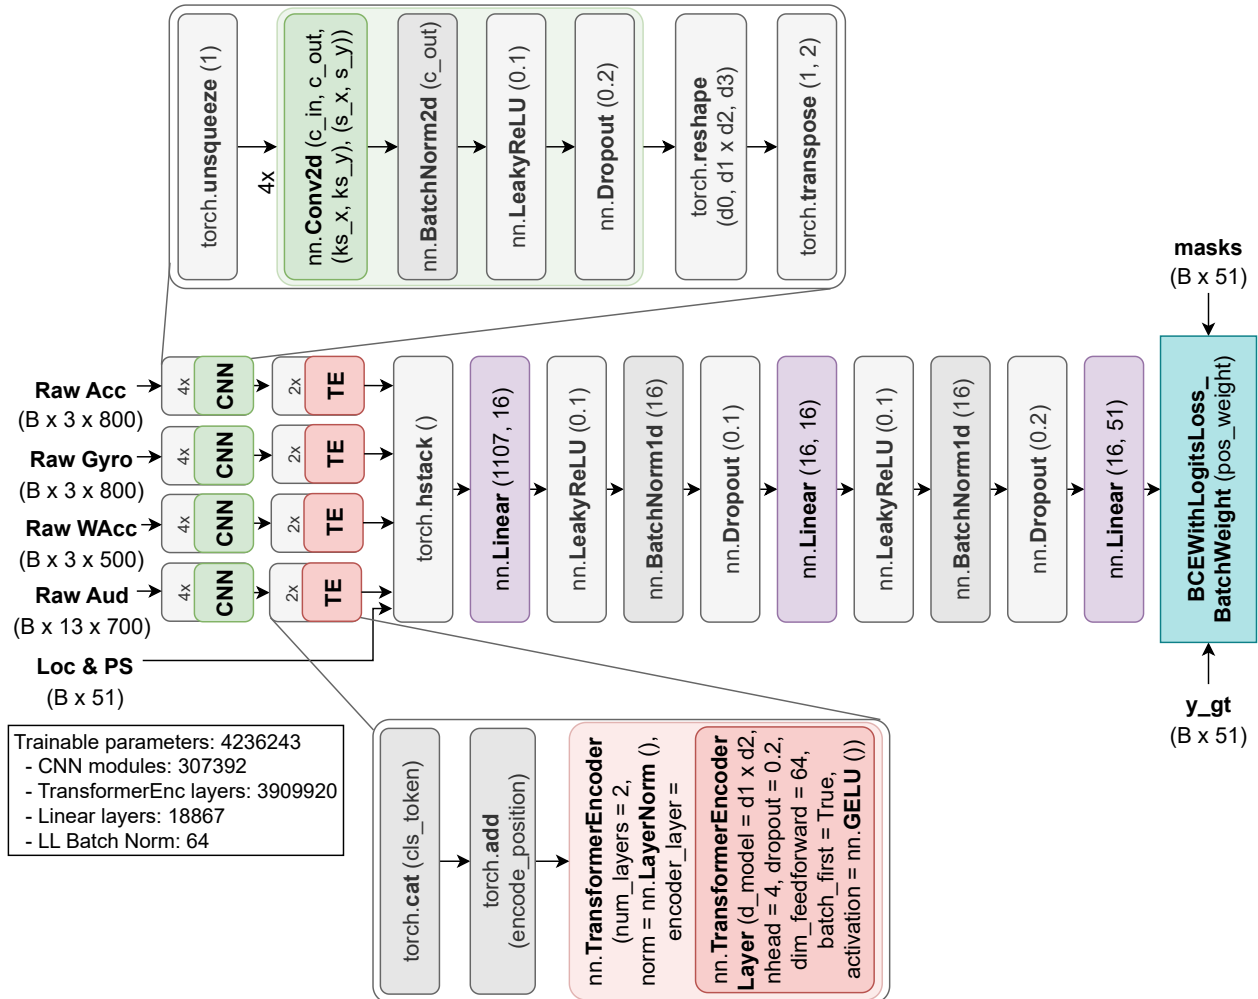 torch.unsqueeze (1)
4x
nn.Conv2d (c_in, c_out,
(ks_x, ks_y), (s_x, s_y))
nn.BatchNorm2d (c_out)
nn.LeakyReLU (0.1)
nn.Dropout (0.2)
torch.reshape
(d0, d1 x d2, d3)
torch.transpose (1, 2)
masks
(B x 51)
Raw Acc
(B x 3 x 800)
4x
CNN
2x
TE
Raw Gyro
(B x 3 x 800)
4x
CNN
2x
TE
Raw WAcc
(B x 3 x 500)
4x
CNN
2x
TE
Raw Aud
(B x 13 x 700)
4x
CNN
2x
TE
Loc & PS
(B x 51)
torch.hstack ()
nn.Linear (1107, 16)
nn.LeakyReLU (0.1)
nn.BatchNorm1d (16)
nn.Dropout (0.1)
nn.Linear (16, 16)
nn.LeakyReLU (0.1)
nn.BatchNorm1d (16)
nn.Dropout (0.2)
nn.Linear (16, 51)
BCEWithLogitsLoss_
BatchWeight (pos_weight)
y_gt
(B x 51)
Trainable parameters: 4236243
- CNN modules: 307392
- TransformerEnc layers: 3909920
- Linear layers: 18867
- LL Batch Norm: 64
torch.cat (cls_token)
torch.add
(encode_position)
nn.TransformerEncoder
(num_layers = 2,
norm = nn.LayerNorm (),
encoder_layer =
nn.TransformerEncoder
Layer (d_model = d1 x d2,
nhead = 4, dropout = 0.2,
dim_feedforward = 64,
batch_first = True,
activation = nn.GELU ())